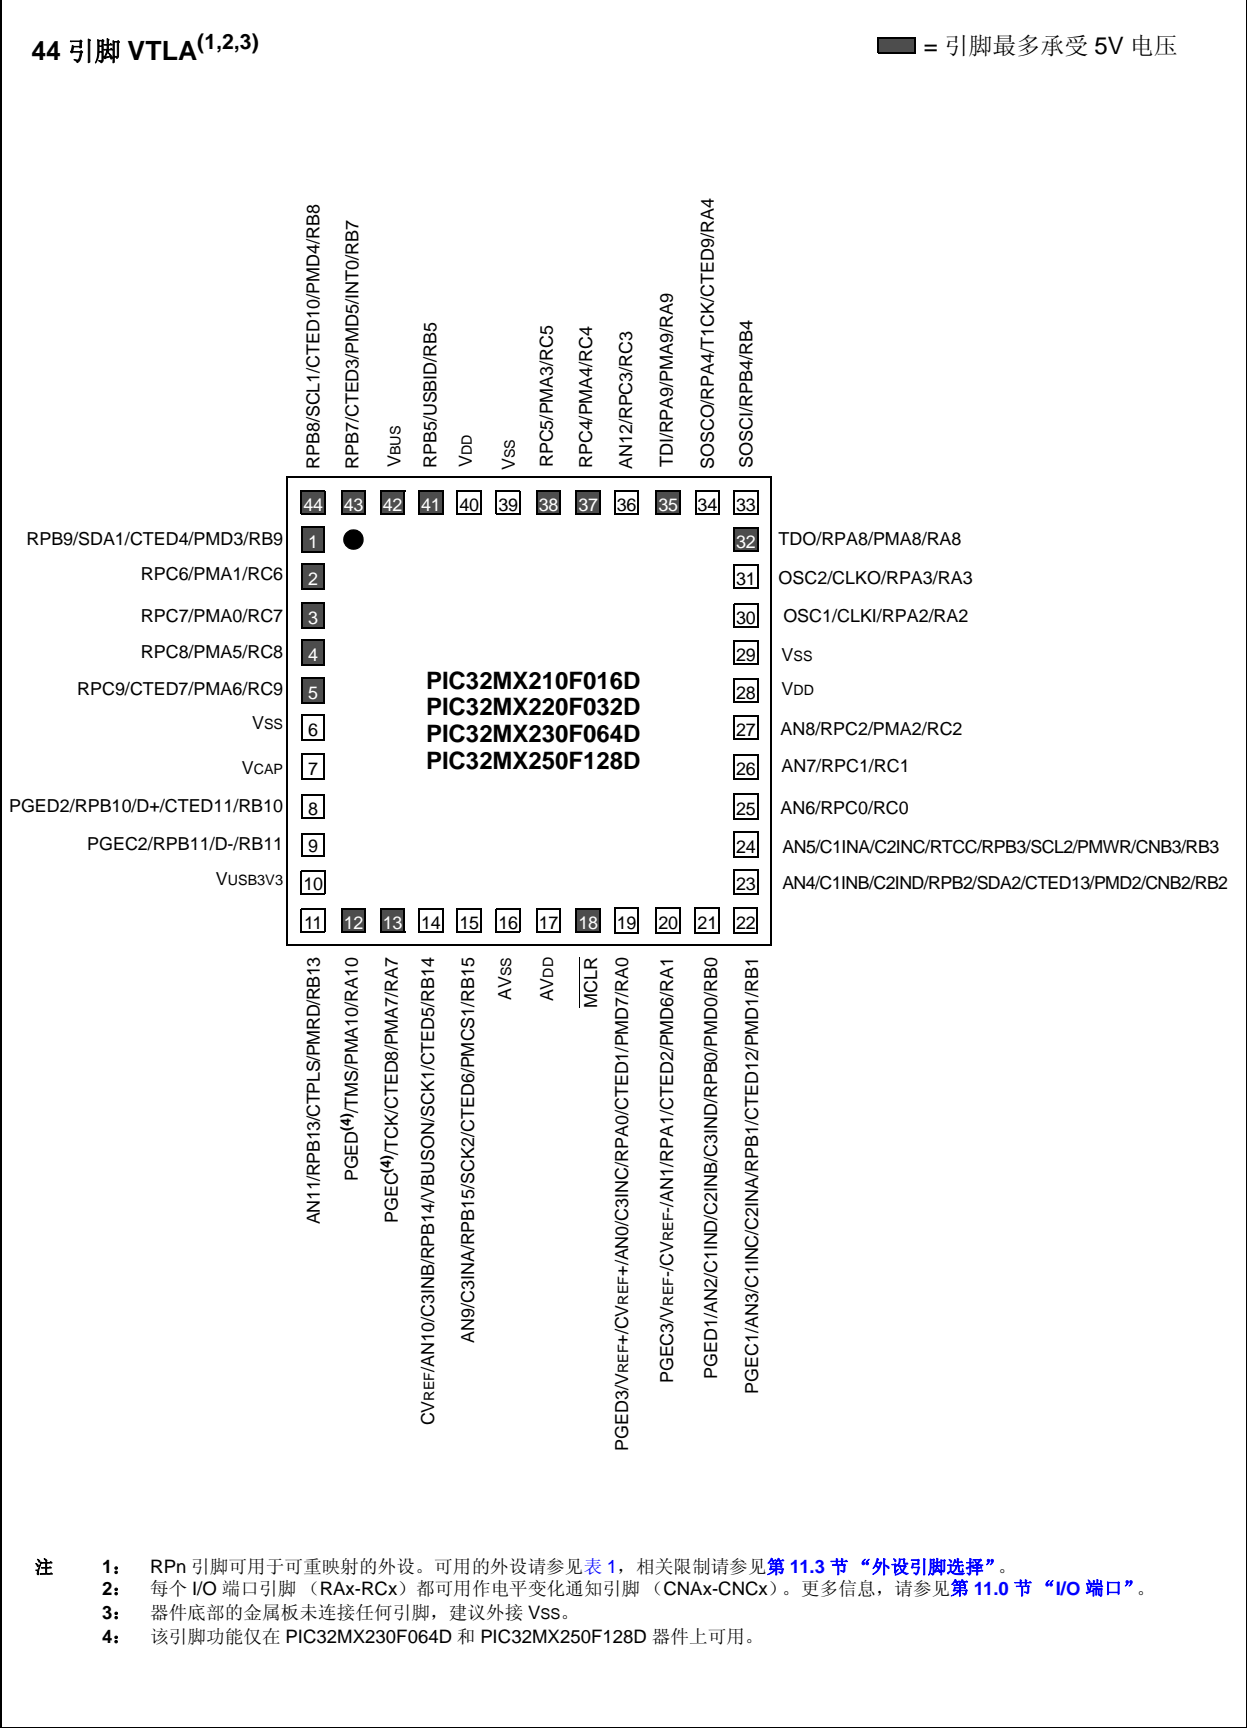 44 引脚 VTLA(1,2,3)
= 引脚最多承受 5V 电压
RPB8/SCL1/CTED10/PMD4/RB8
RPB7/CTED3/PMD5/INT0/RB7
VBUS
RPB5/USBID/RB5
VDD
VSS
RPC5/PMA3/RC5
RPC4/PMA4/RC4
AN12/RPC3/RC3
TDI/RPA9/PMA9/RA9
SOSCO/RPA4/T1CK/CTED9/RA4
SOSCI/RPB4/RB4
44 43 42 41 40 39 38 37 36 35 34 33
RPB9/SDA1/CTED4/PMD3/RB9 1
32 TDO/RPA8/PMA8/RA8
RPC6/PMA1/RC6 2
31 OSC2/CLKO/RPA3/RA3
RPC7/PMA0/RC7 3
30 OSC1/CLKI/RPA2/RA2
RPC8/PMA5/RC8 4
29 VSS
RPC9/CTED7/PMA6/RC9 5
28 VDD
VSS 6
27 AN8/RPC2/PMA2/RC2
VCAP 7
26 AN7/RPC1/RC1
PGED2/RPB10/D+/CTED11/RB10 8
25 AN6/RPC0/RC0
PGEC2/RPB11/D-/RB11 9
24 AN5/C1INA/C2INC/RTCC/RPB3/SCL2/PMWR/CNB3/RB3
VUSB3V3 10
23 AN4/C1INB/C2IND/RPB2/SDA2/CTED13/PMD2/CNB2/RB2
PIC32MX210F016D
PIC32MX220F032D
PIC32MX230F064D
PIC32MX250F128D
11 12 13 14 15 16 17 18 19 20 21 22
AN11/RPB13/CTPLS/PMRD/RB13
PGED(4)/TMS/PMA10/RA10
PGEC(4)/TCK/CTED8/PMA7/RA7
CVREF/AN10/C3INB/RPB14/VBUSON/SCK1/CTED5/RB14
AN9/C3INA/RPB15/SCK2/CTED6/PMCS1/RB15
AVSS
AVDD
MCLR
PGED3/VREF+/CVREF+/AN0/C3INC/RPA0/CTED1/PMD7/RA0
PGEC3/VREF-/CVREF-/AN1/RPA1/CTED2/PMD6/RA1
PGED1/AN2/C1IND/C2INB/C3IND/RPB0/PMD0/RB0
PGEC1/AN3/C1INC/C2INA/RPB1/CTED12/PMD1/RB1
注 1： RPn 引脚可用于可重映射的外设。可用的外设请参见表 1，相关限制请参见第 11.3 节 “外设引脚选择”。
2： 每个 I/O 端口引脚 （RAx-RCx）都可用作电平变化通知引脚 （CNAx-CNCx）。更多信息，请参见第 11.0 节 “I/O 端口”。
3： 器件底部的金属板未连接任何引脚，建议外接 VSS。
4： 该引脚功能仅在 PIC32MX230F064D 和 PIC32MX250F128D 器件上可用。